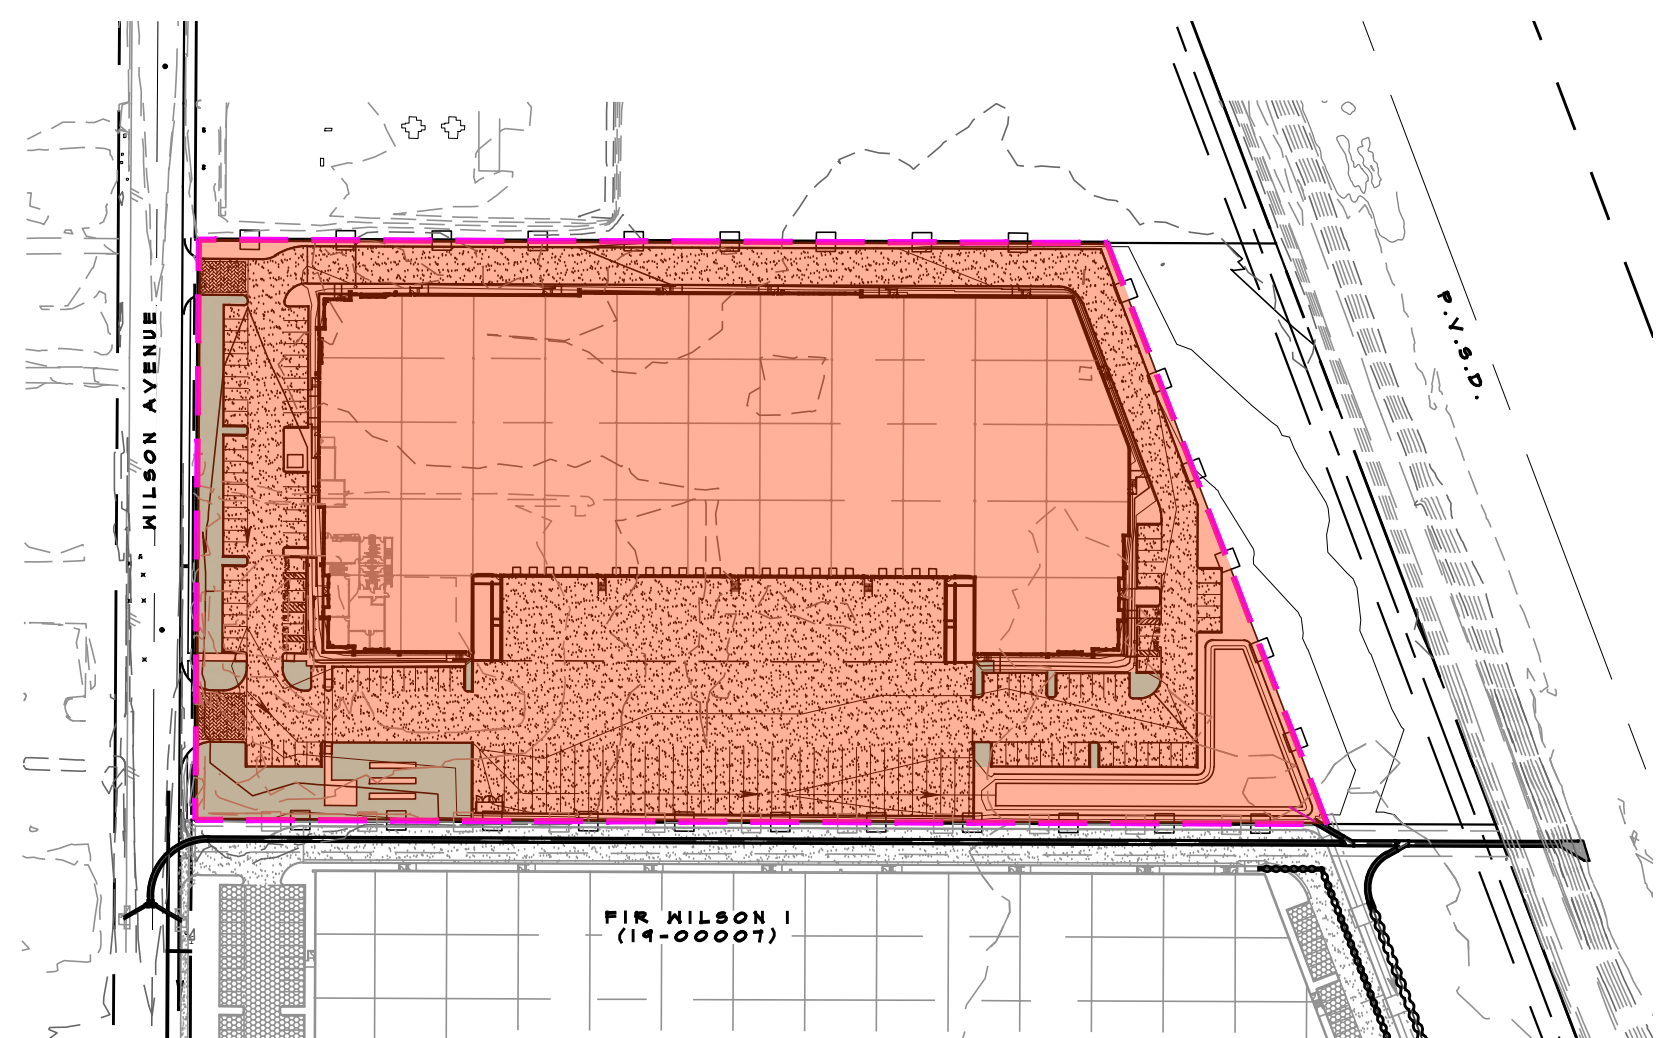 WILSON AVENUE
P.V.S.D.
FIR WILSON I
(19-00007)